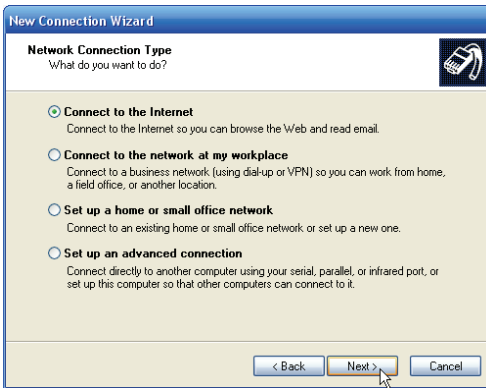 New Connection Wizard
Network Connection Type
What do you want to do?
Connect to the Internet
Connect to the Internet so you can browse the Web and read email.
Connect to the network at my workplace
Connect to a business network (using dial-up or VPN) so you can work from home,
a field office, or another location.
Set up a home or small office network
Connect to an existing home or small office network or set up a new one.
Set up an advanced connection
Connect directly to another computer using your serial, parallel, or infrared port, or
set up this computer so that other computers can connect to it.
< Back Next > Cancel